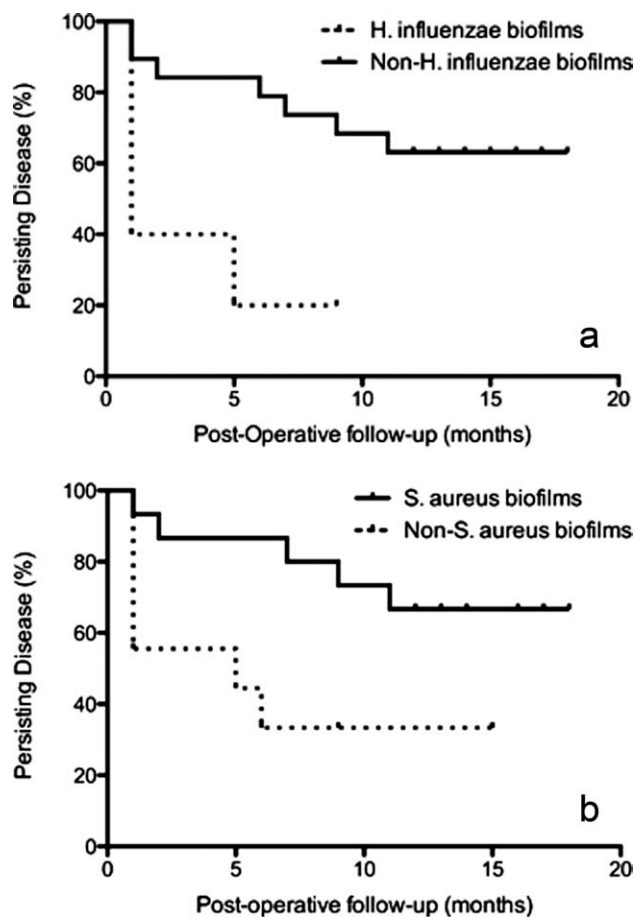 100
80
60
40
20
0
Persisting Disease (%)
H. influenzae biofilms
Non-H. influenzae biofilms
a
0 5 10 15 20
Post-Operative follow-up (months)
100
80
60
40
20
0
Persisting Disease (%)
S. aureus biofilms
Non-S. aureus biofilms
b
0 5 10 15 20
Post-operative follow-up (months)